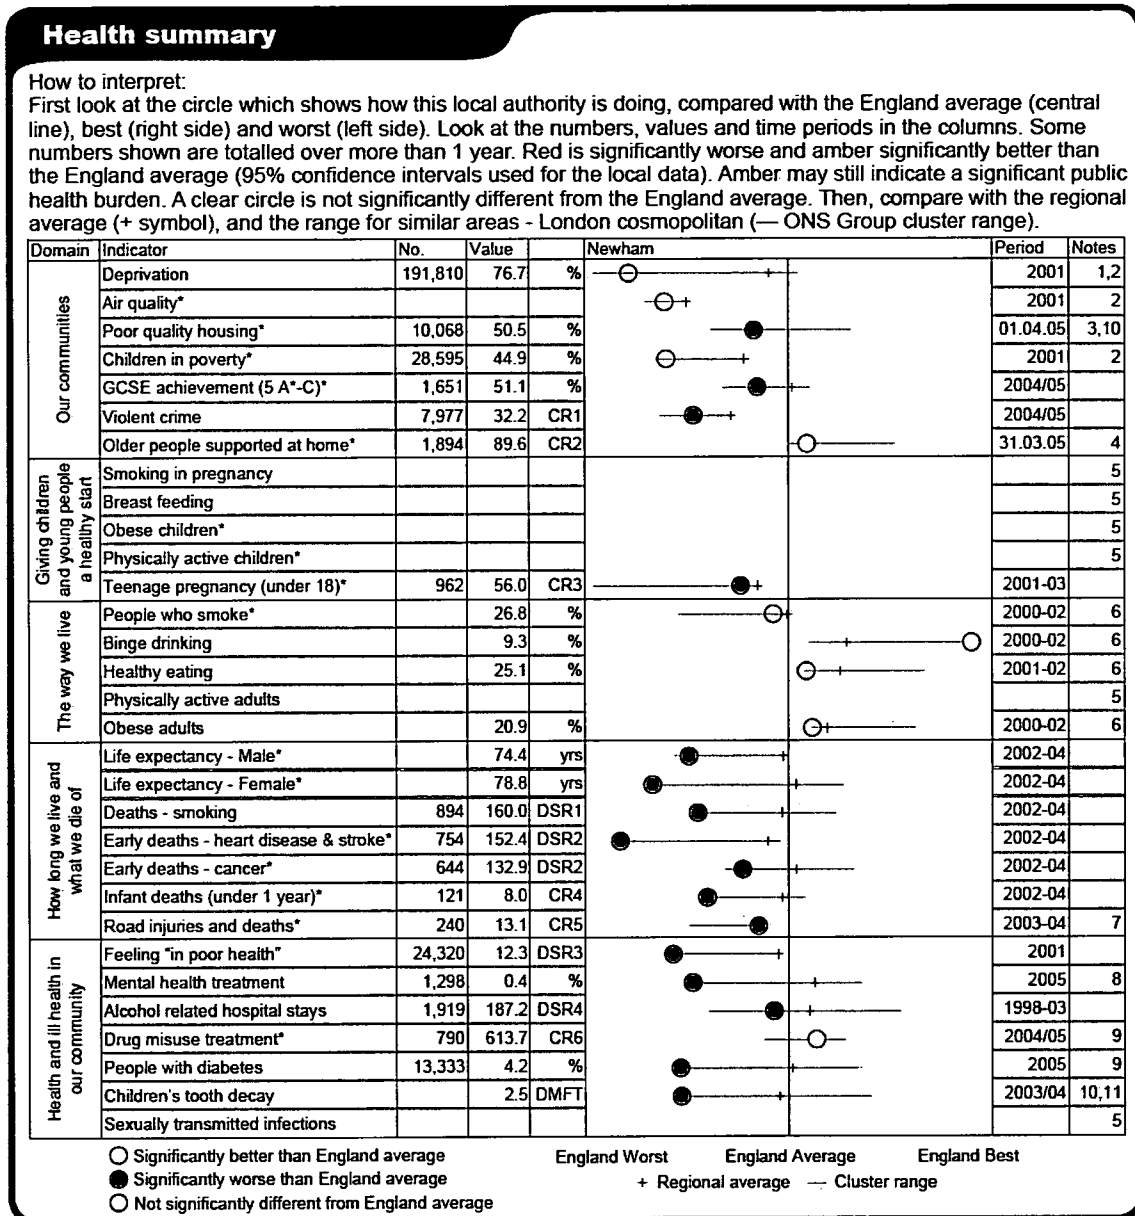 Health summary
How to interpret:
First look at the circle which shows how this local authority is doing, compared with the England average (central
line), best (right side) and worst (left side). Look at the numbers, values and time periods in the columns. Some
numbers shown are totalled over more than 1 year. Red is significantly worse and amber significantly better than
the England average (95% confidence intervals used for the local data). Amber may still indicate a significant public
health burden. A clear circle is not significantly different from the England average. Then, compare with the regional
average (+ symbol), and the range for similar areas - London cosmopolitan (— ONS Group cluster range).
Domain Indicator No. Value Newham Period Notes
Our communities
Deprivation 191,810 76.7 % 2001 1,2
Air quality* 2001 2
Poor quality housing* 10,068 50.5 % 01.04.05 3,10
Children in poverty* 28,595 44.9 % 2001 2
GCSE achievement (5 A*-C)* 1,651 51.1 % 2004/05
Violent crime 7,977 32.2 CR1 2004/05
Older people supported at home* 1,894 89.6 CR2 31.03.05 4
Giving children
and young people
a healthy start
Smoking in pregnancy 5
Breast feeding 5
Obese children* 5
Physically active children* 5
Teenage pregnancy (under 18)* 962 56.0 CR3 2001-03
The way we live
People who smoke* 26.8 % 2000-02 6
Binge drinking 9.3 % 2000-02 6
Healthy eating 25.1 % 2001-02 6
Physically active adults 5
Obese adults 20.9 % 2000-02 6
How long we live and
what we die of
Life expectancy - Male* 74.4 yrs 2002-04
Life expectancy - Female* 78.8 yrs 2002-04
Deaths - smoking 894 160.0 DSR1 2002-04
Early deaths - heart disease & stroke* 754 152.4 DSR2 2002-04
Early deaths - cancer* 644 132.9 DSR2 2002-04
Infant deaths (under 1 year)* 121 8.0 CR4 2002-04
Road injuries and deaths* 240 13.1 CR5 2003-04 7
Health and ill health in
our community
Feeling "in poor health" 24,320 12.3 DSR3 2001
Mental health treatment 1,298 0.4 % 2005 8
Alcohol related hospital stays 1,919 187.2 DSR4 1998-03
Drug misuse treatment* 790 613.7 CR6 2004/05 9
People with diabetes 13,333 4.2 % 2005 9
Children's tooth decay 2.5 DMFT 2003/04 10,11
Sexually transmitted infections 5
Significantly better than England average
Significantly worse than England average
Not significantly different from England average
England Worst England Average England Best
+ Regional average — Cluster range